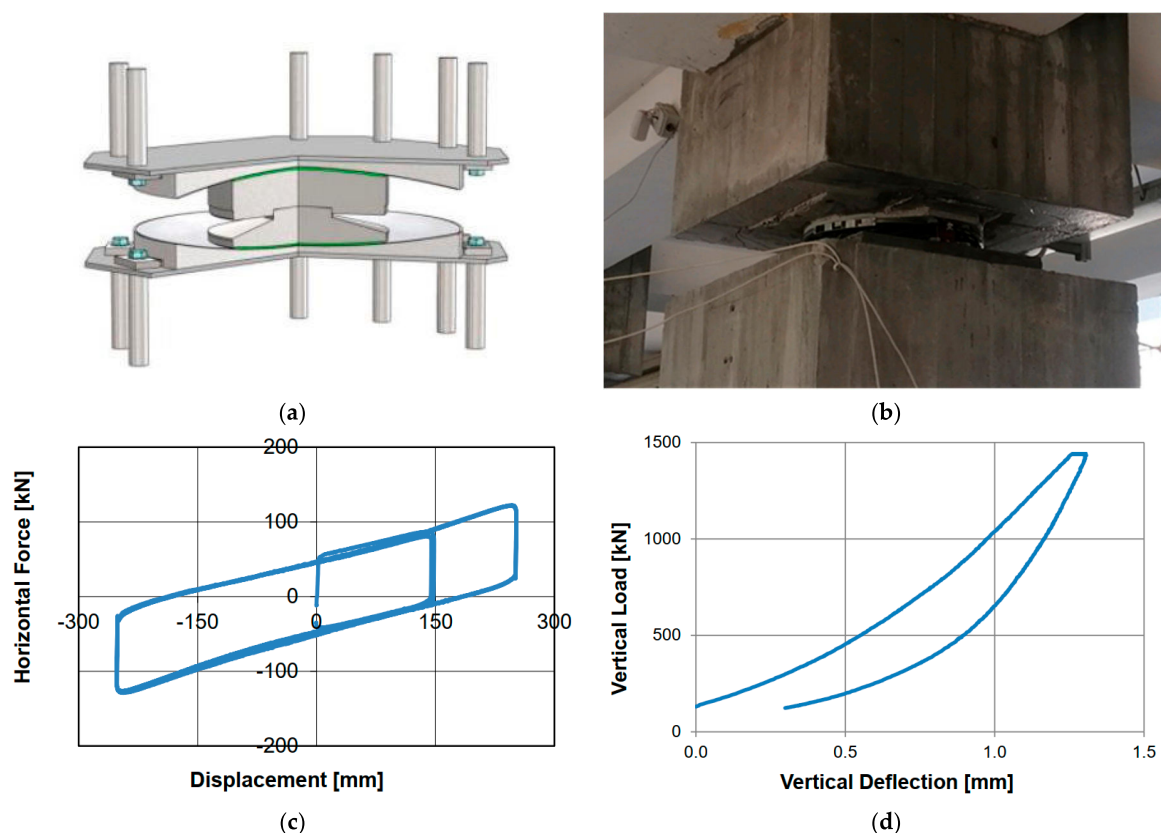 (a)
(b)
Horizontal Force [kN]
200
100
0
-100
-200
-300
-150
0
150
300
Displacement [mm]
(c)
Vertical Load [kN]
1500
1000
500
0
0.0
0.5
1.0
1.5
Vertical Deflection [mm]
(d)